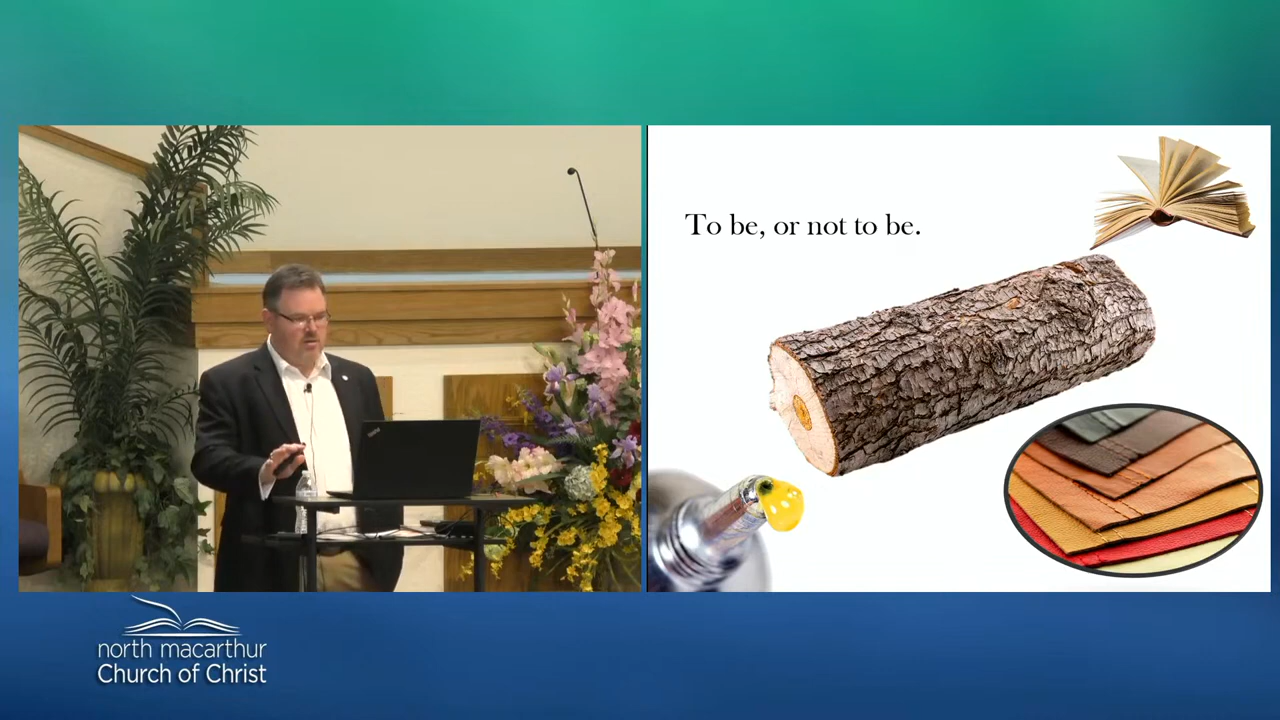 To be, or not to be.
north macarthur
Church of Christ